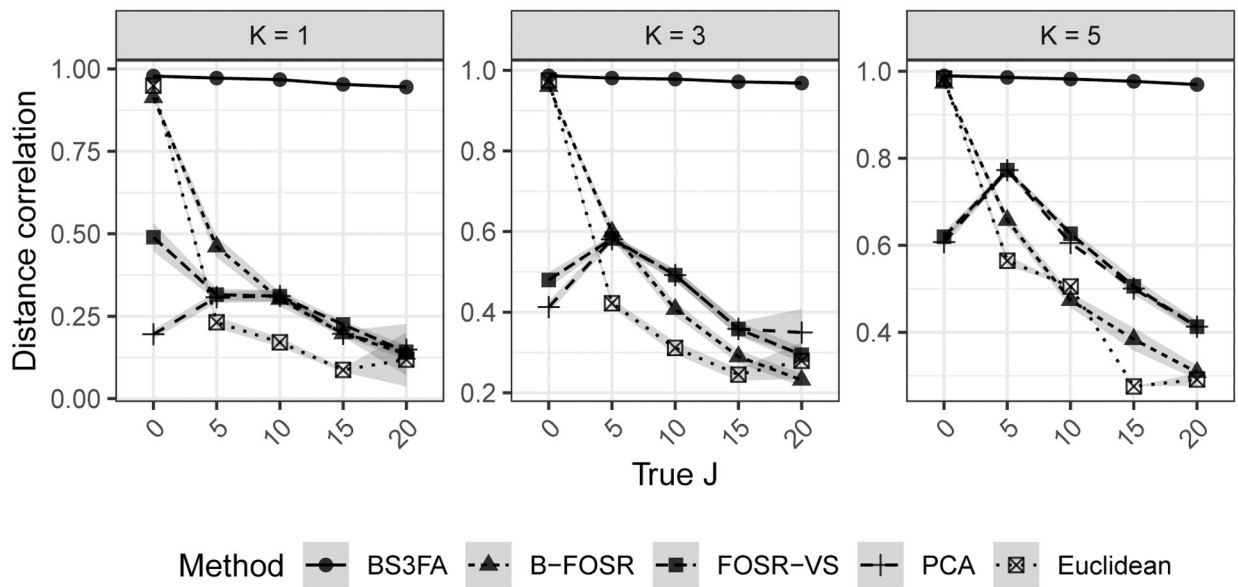 K = 1
K = 3
K = 5
Distance correlation
1.00
0.75
0.50
0.25
0.00
1.0
0.8
0.6
0.4
0.2
1.0
0.8
0.6
0.4
0 5 10 15 20
0 5 10 15 20
0 5 10 15 20
True J
Method BS3FA B−FOSR FOSR−VS PCA Euclidean